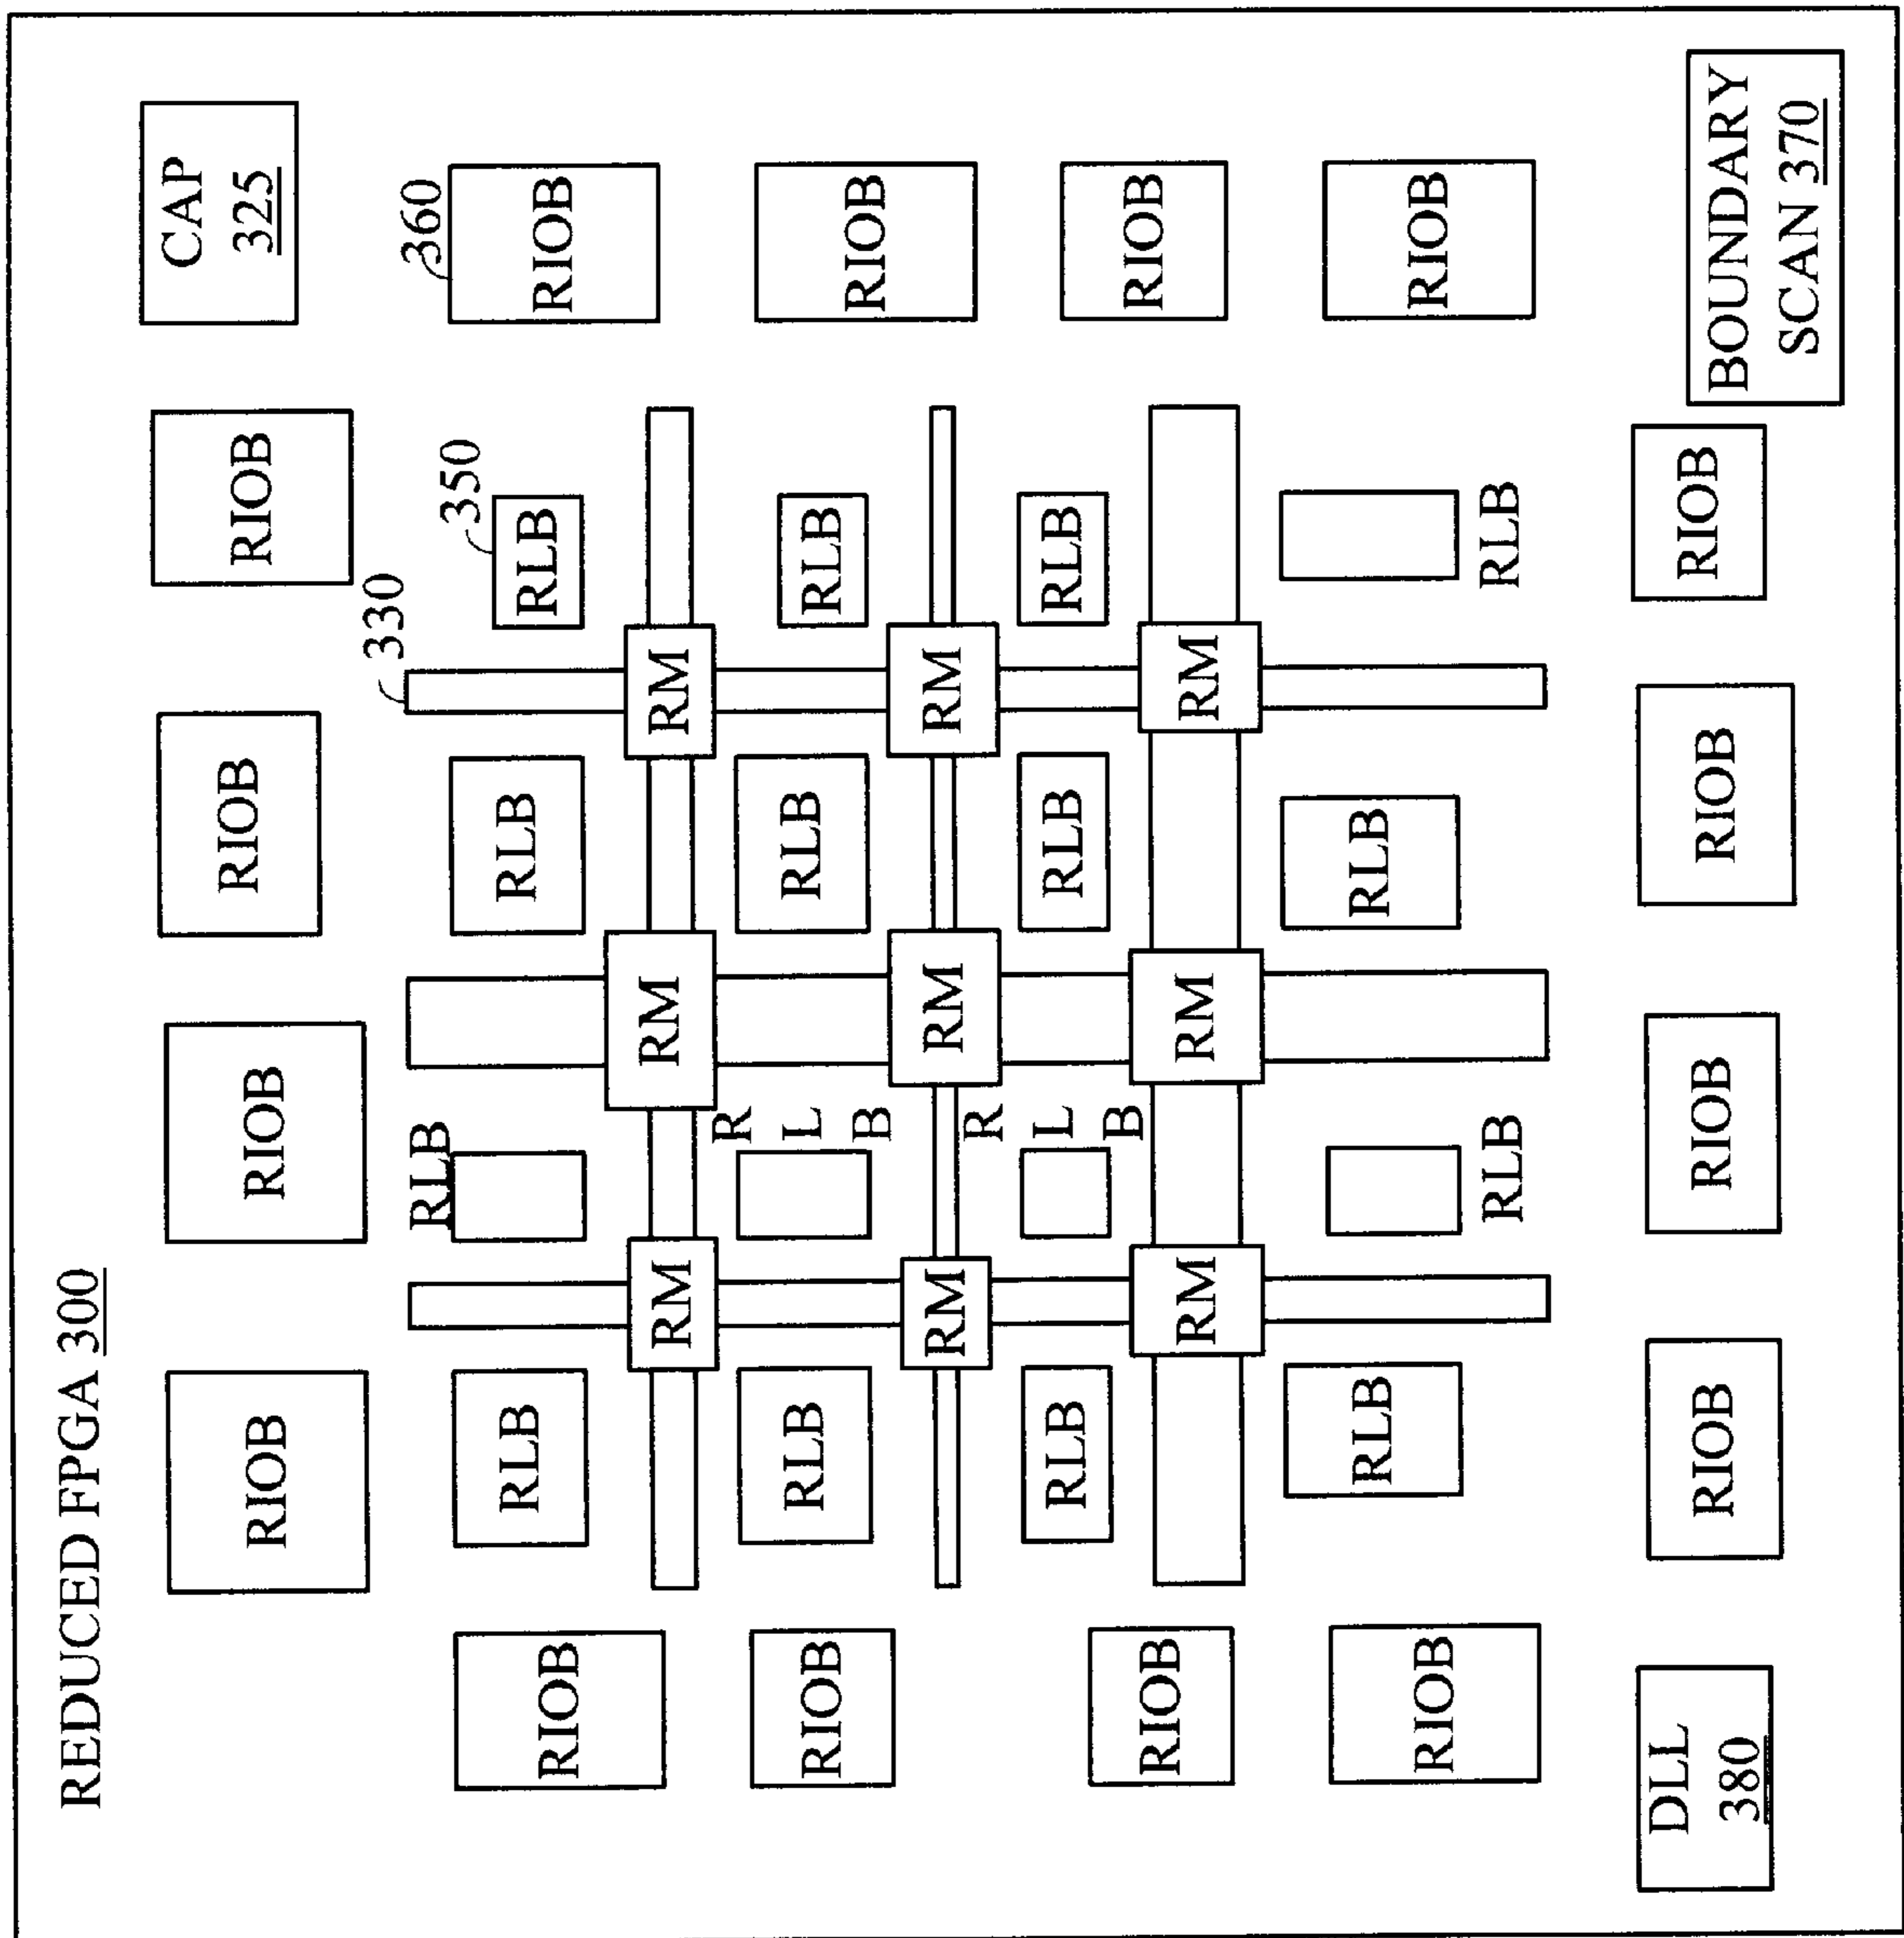 REDUCED FPGA 300
RIOB
RIOB
RIOB
RIOB
CAP
325
330
350
360
RIOB
RLB
RLB
RLB
RLB
RIOB
RM
RM
RM
RIOB
RLB
R
L
B
RLB
RLB
RIOB
RM
RM
RM
RIOB
RLB
R
L
B
RLB
RLB
RIOB
RM
RM
RM
RIOB
RLB
RLB
RLB
RLB
RIOB
DLL
380
RIOB
RIOB
RIOB
RIOB
BOUNDARY
SCAN 370